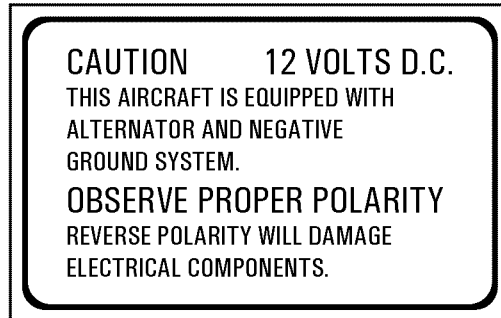 CAUTION 12 VOLTS D.C.
THIS AIRCRAFT IS EQUIPPED WITH
ALTERNATOR AND NEGATIVE
GROUND SYSTEM.
OBSERVE PROPER POLARITY
REVERSE POLARITY WILL DAMAGE
ELECTRICAL COMPONENTS.